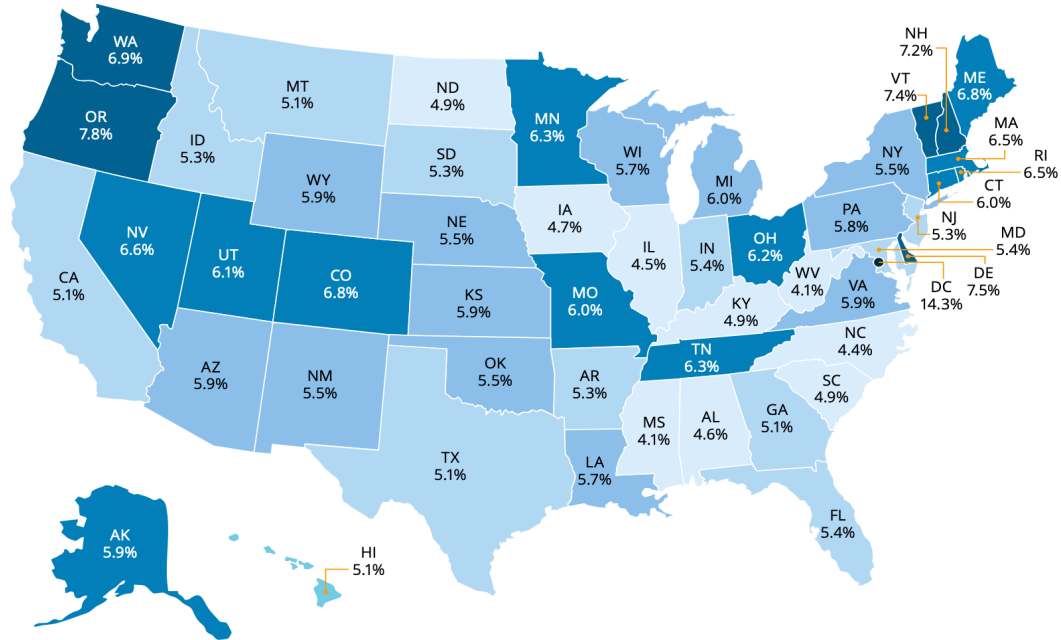 WA
6.9%
OR
7.8%
CA
5.1%
NV
6.6%
ID
5.3%
MT
5.1%
WY
5.9%
UT
6.1%
CO
6.8%
AZ
5.9%
NM
5.5%
ND
4.9%
SD
5.3%
NE
5.5%
KS
5.9%
OK
5.5%
TX
5.1%
MN
6.3%
IA
4.7%
MO
6.0%
AR
5.3%
LA
5.7%
WI
5.7%
IL
4.5%
MI
6.0%
IN
5.4%
OH
6.2%
KY
4.9%
TN
6.3%
MS
4.1%
AL
4.6%
GA
5.1%
FL
5.4%
SC
4.9%
NC
4.4%
VA
5.9%
WV
4.1%
PA
5.8%
NY
5.5%
VT
7.4%
NH
7.2%
ME
6.8%
MA
6.5%
RI
6.5%
CT
6.0%
NJ
5.3%
MD
5.4%
DE
7.5%
DC
14.3%
AK
5.9%
HI
5.1%